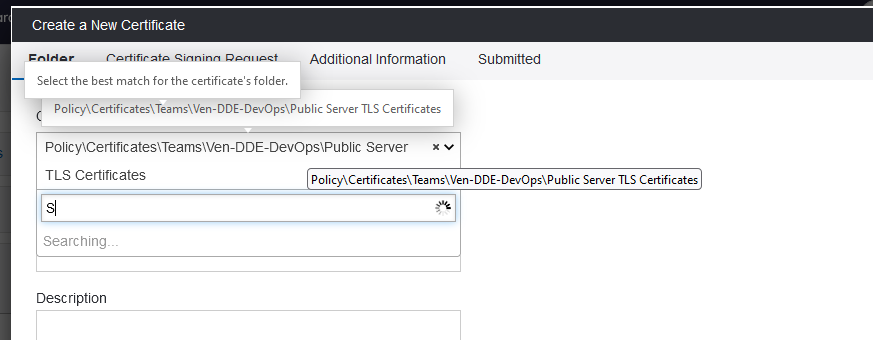 Create a New Certificate
Folder Certificate Signing Request Additional Information Submitted
Select the best match for the certificate's folder.
Policy\Certificates\Teams\Ven-DDE-DevOps\Public Server TLS Certificates
Policy\Certificates\Teams\Ven-DDE-DevOps\Public Server ×
TLS Certificates
Policy\Certificates\Teams\Ven-DDE-DevOps\Public Server TLS Certificates
S
Searching...
Description